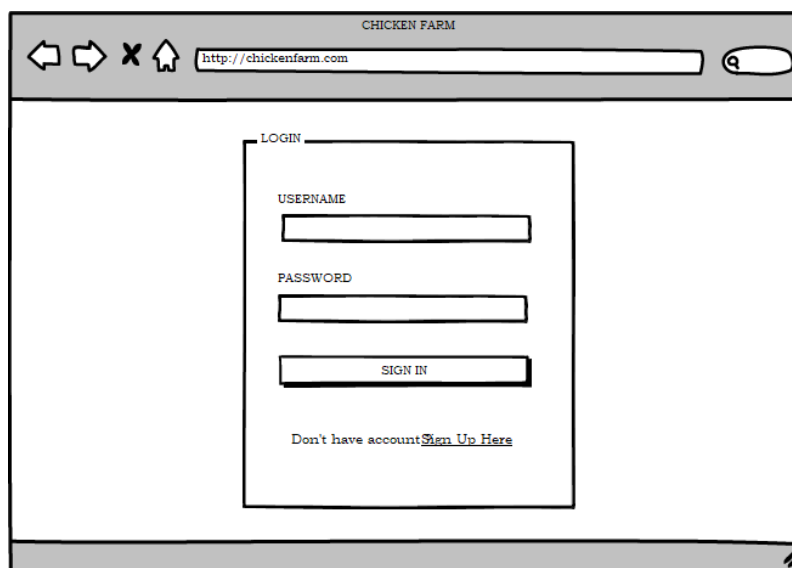 CHICKEN FARM
http://chickenfarm.com
LOGIN
USERNAME
PASSWORD
SIGN IN
Don't have account? Sign Up Here